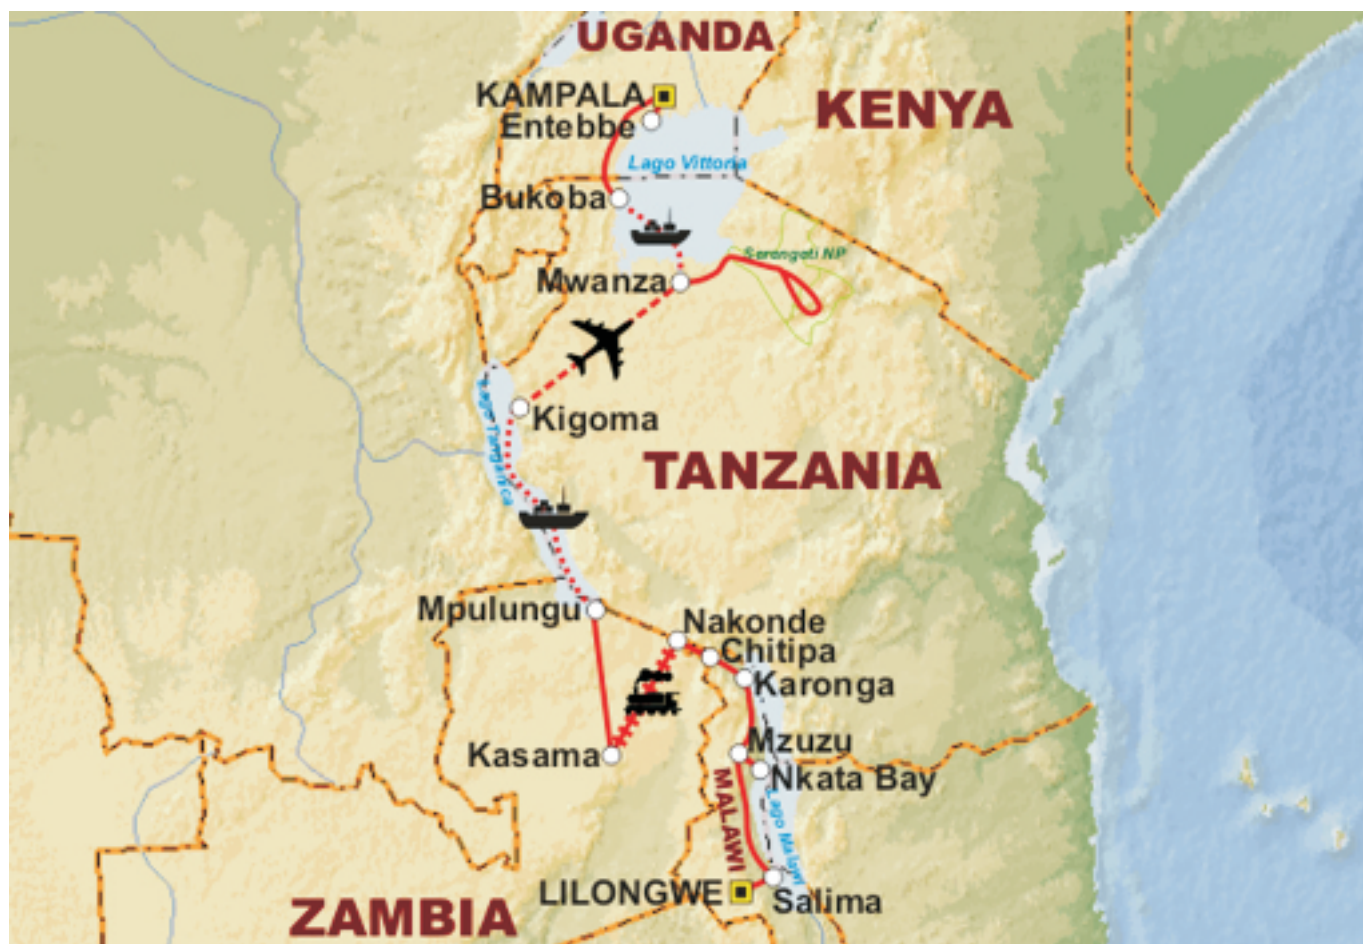 UGANDA
KAMPALA
KENYA
Entebbe
Lago Vittoria
Bukoba
Serengeti NP
Mwanza
Kigoma
Lago Tanganica
TANZANIA
Mpulungu
Nakonde
Chitipa
Karonga
Kasama
Mzuzu
Nkata Bay
MALAWI
Lago Malawi
LILONGWE
Salima
ZAMBIA